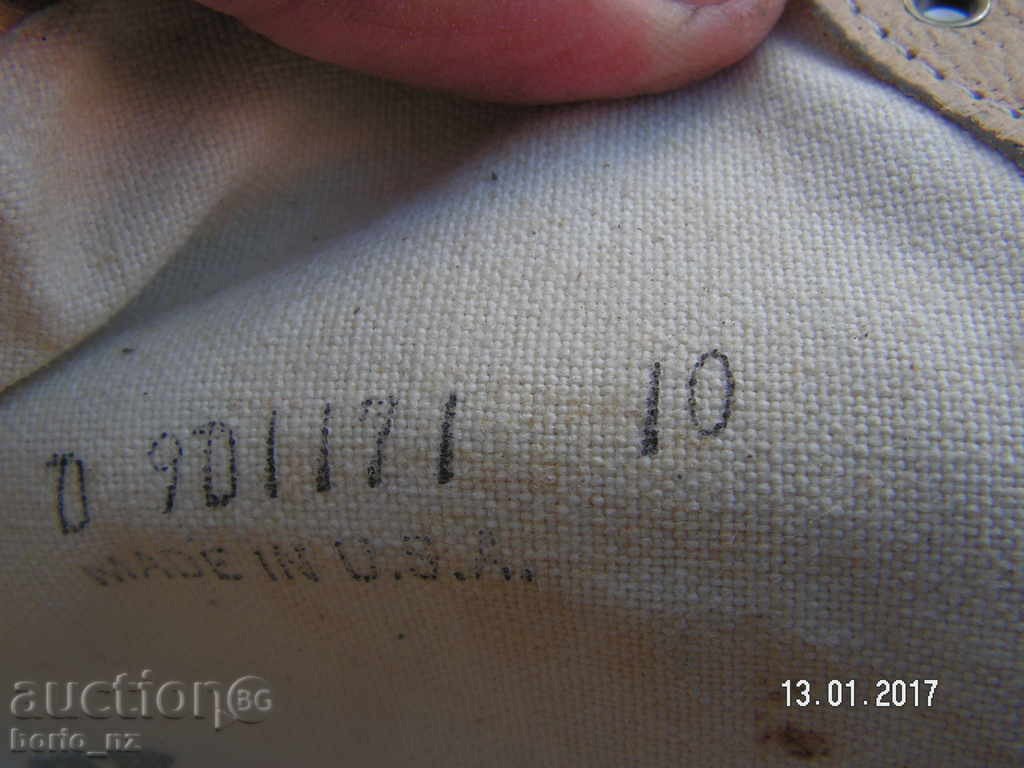 D 9D1171 10
MADE IN U.S.A.
13.01.2017
auction BG
borio_nz